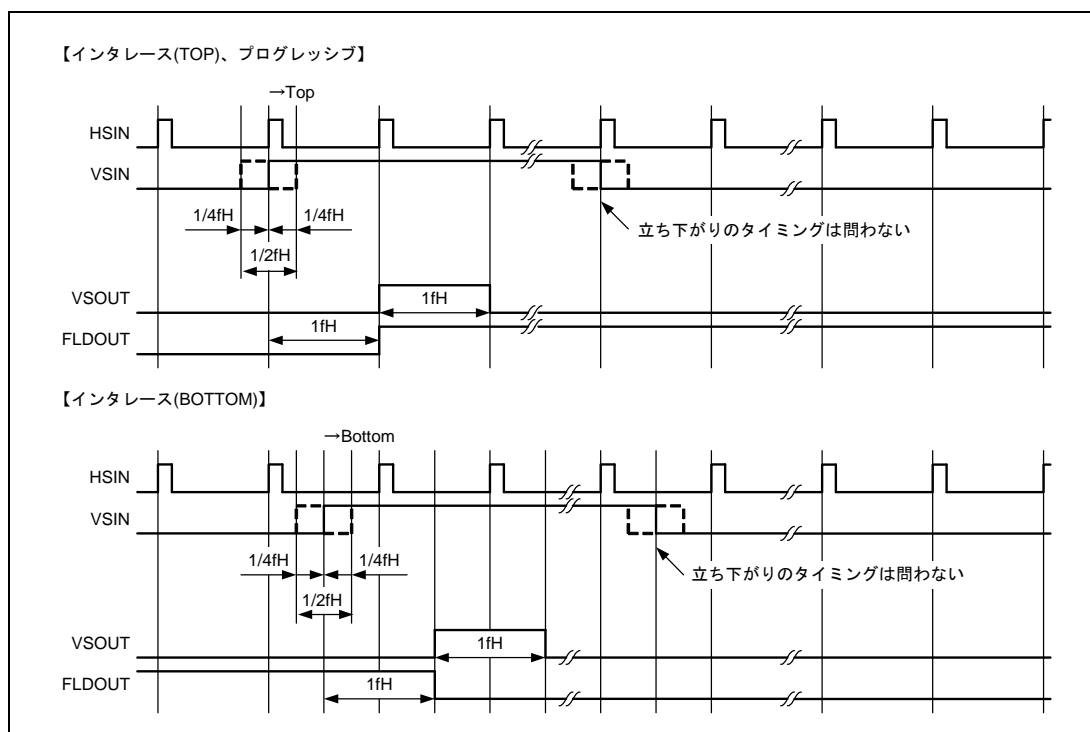 【インタレース(TOP)、プログレッシブ】
→Top
HSIN
VSIN
1/4fH
1/4fH
1/2fH
立ち下がりのタイミングは問わない
VSOUT
1fH
FLDOUT
1fH
【インタレース(BOTTOM)】
→Bottom
HSIN
VSIN
1/4fH
1/4fH
1/2fH
立ち下がりのタイミングは問わない
VSOUT
1fH
FLDOUT
1fH